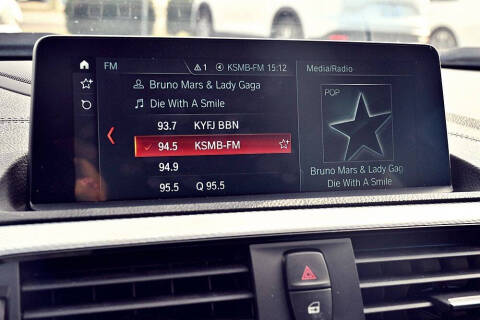 FM
1 KSMB-FM 15:12
Media/Radio
Bruno Mars & Lady Gaga
Die With A Smile
93.7 KYFJ BBN
94.5 KSMB-FM
94.9
95.5 Q 95.5
POP
Bruno Mars & Lady Gag
Die With A Smile